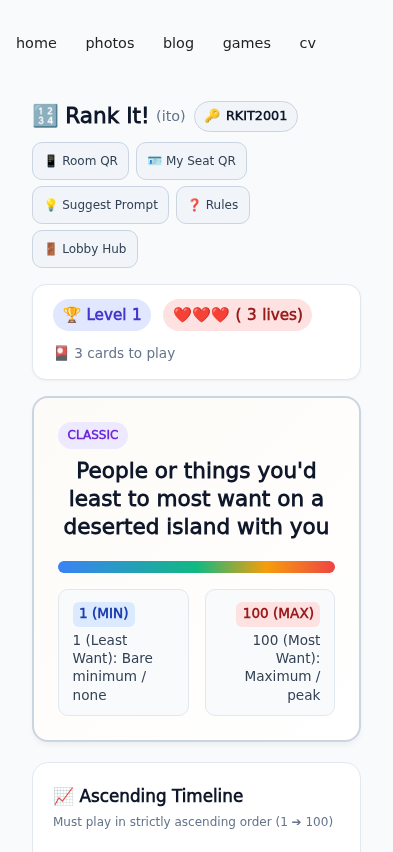 home photos blog games cv
🔢 Rank It! (ito) 🔑 RKIT2001
📱 Room QR 🪪 My Seat QR
💡 Suggest Prompt ❓ Rules
🚪 Lobby Hub
🏆 Level 1 ❤️❤️❤️ ( 3 lives)
🎴 3 cards to play
CLASSIC
People or things you'd
least to most want on a
deserted island with you
1 (MIN)
1 (Least
Want): Bare
minimum /
none
100 (MAX)
100 (Most
Want):
Maximum /
peak
📈 Ascending Timeline
Must play in strictly ascending order (1 ➔ 100)